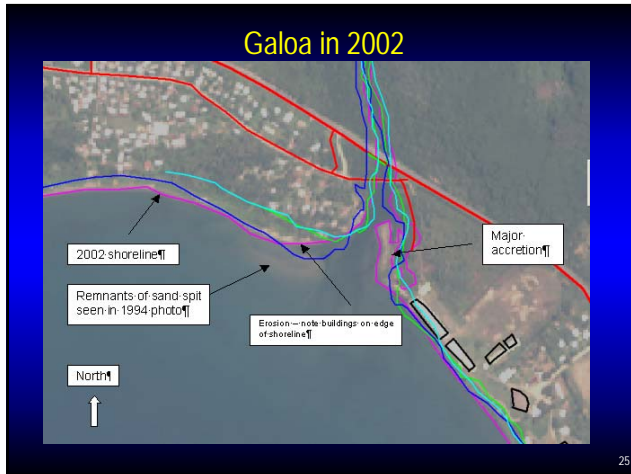 Galoa in 2002
2002·shoreline¶
Remnants·of·sand·spit·
seen·in·1994·photo¶
Erosion·–·note·buildings·on·edge·
of·shoreline¶
Major·
accretion¶
North¶
25